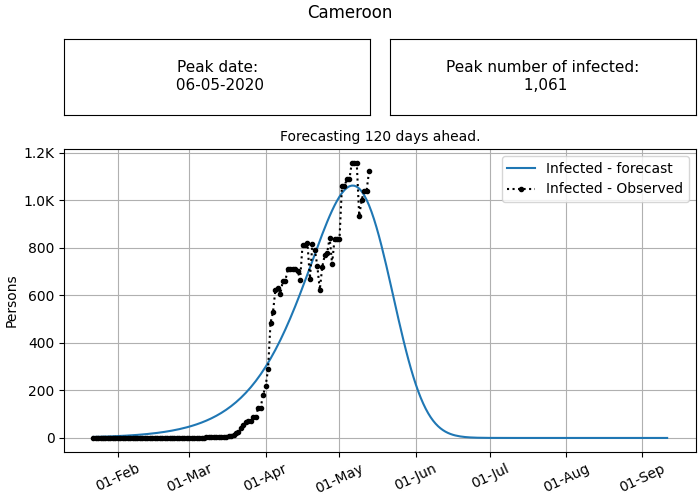 Cameroon
Peak date:
06-05-2020
Peak number of infected:
1,061
Forecasting 120 days ahead.
Infected - forecast
Infected - Observed
1.2K
1.0K
800
600
400
200
0
Persons
01-Feb
01-Mar
01-Apr
01-May
01-Jun
01-Jul
01-Aug
01-Sep